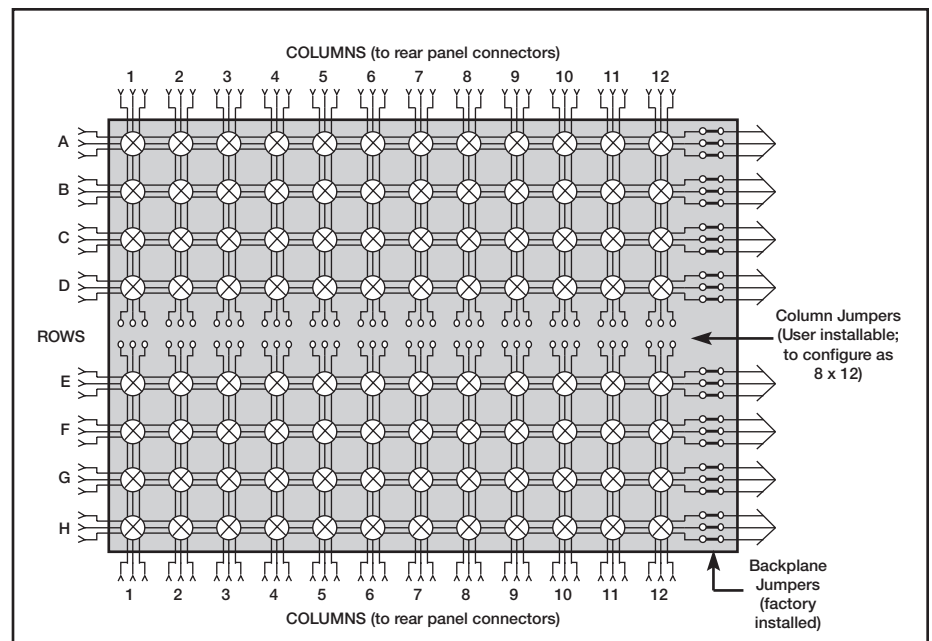 COLUMNS (to rear panel connectors)
1 2 3 4 5 6 7 8 9 10 11 12
A
B
C
D
ROWS
E
F
G
H
Column Jumpers
(User installable;
to configure as
8 x 12)
1 2 3 4 5 6 7 8 9 10 11 12
COLUMNS (to rear panel connectors)
Backplane
Jumpers
(factory
installed)